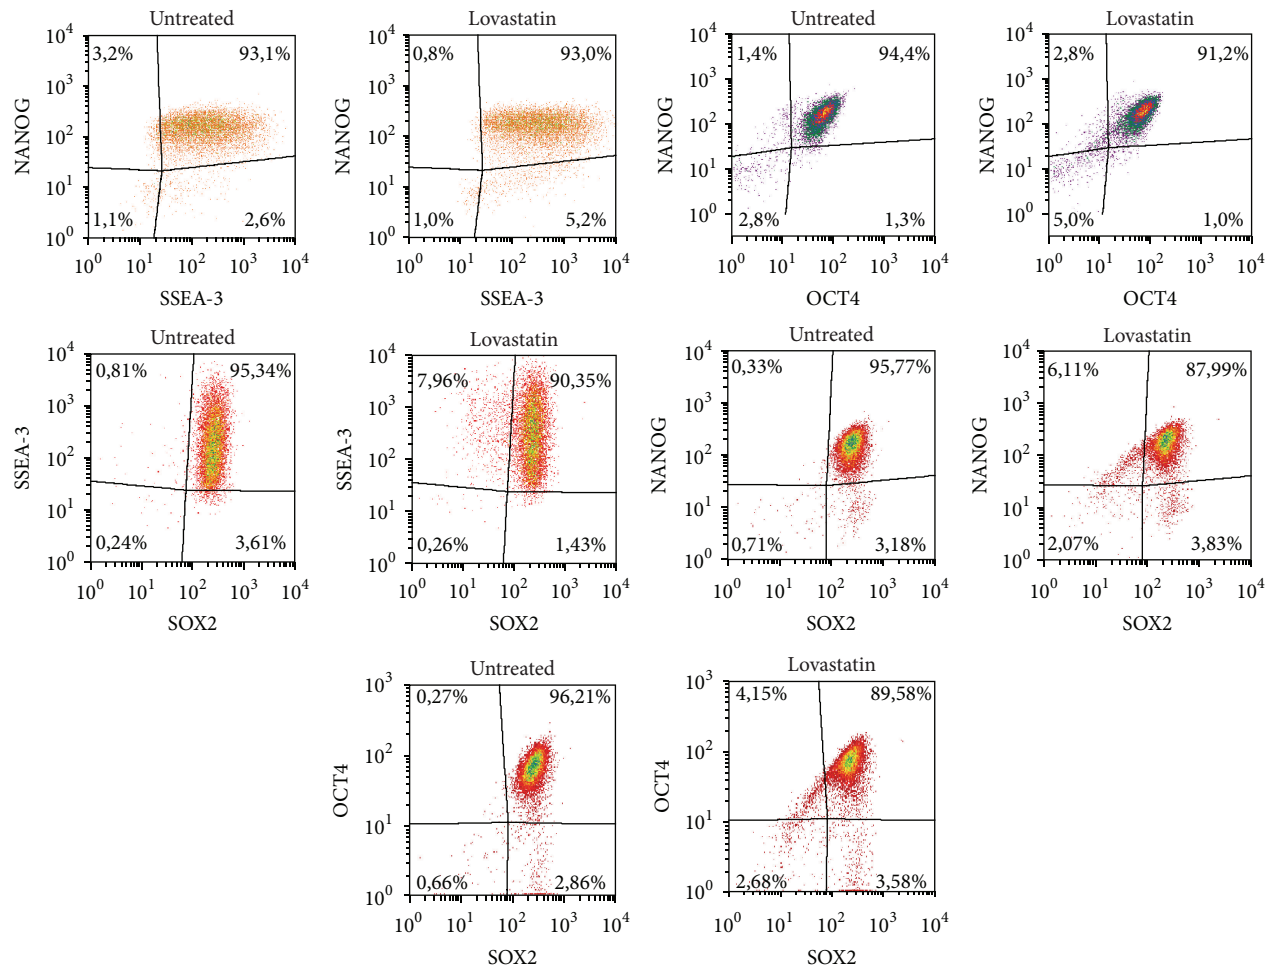 Untreated
Lovastatin
Untreated
Lovastatin
10^4
3,2%
93,1%
10^3
10^2
10^1
1,1%
2,6%
10^0
NANOG
10^0 10^1 10^2 10^3 10^4
SSEA-3
10^4
0,8%
93,0%
10^3
10^2
10^1
1,0%
5,2%
10^0
NANOG
10^0 10^1 10^2 10^3 10^4
SSEA-3
10^4
1,4%
94,4%
10^3
10^2
10^1
10^0
2,8%
1,3%
NANOG
10^0 10^1 10^2 10^3 10^4
OCT4
10^4
2,8%
91,2%
10^3
10^2
10^1
10^0
5,0%
1,0%
NANOG
10^0 10^1 10^2 10^3 10^4
OCT4
Untreated
Lovastatin
Untreated
Lovastatin
10^4
0,81%
95,34%
10^3
10^2
10^1
0,24%
3,61%
10^0
SSEA-3
10^0 10^1 10^2 10^3 10^4
SOX2
10^4
7,96%
90,35%
10^3
10^2
10^1
0,26%
1,43%
10^0
SSEA-3
10^0 10^1 10^2 10^3 10^4
SOX2
10^4
0,33%
95,77%
10^3
10^2
10^1
0,71%
3,18%
10^0
NANOG
10^0 10^1 10^2 10^3 10^4
SOX2
10^4
6,11%
87,99%
10^3
10^2
10^1
2,07%
3,83%
10^0
NANOG
10^0 10^1 10^2 10^3 10^4
SOX2
Untreated
Lovastatin
10^3
0,27%
96,21%
10^2
10^1
0,66%
2,86%
10^0
OCT4
10^0 10^1 10^2 10^3 10^4
SOX2
10^3
4,15%
89,58%
10^2
10^1
2,68%
3,58%
10^0
OCT4
10^0 10^1 10^2 10^3 10^4
SOX2